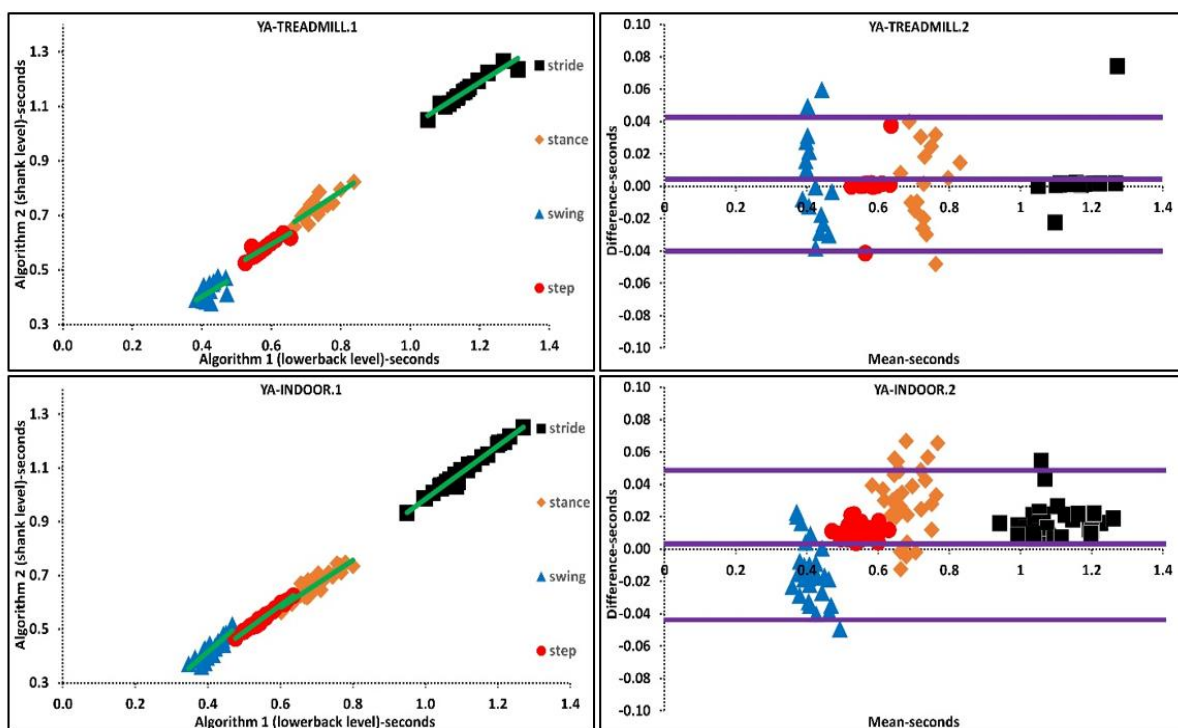 YA-TREADMILL.1
Algorithm 2 (shank level)-seconds
1.3
1.1
0.9
0.7
0.5
0.3
0.0 0.2 0.4 0.6 0.8 1.0 1.2 1.4
Algorithm 1 (lowerback level)-seconds
stride
stance
swing
step
YA-TREADMILL.2
Difference-seconds
0.10
0.08
0.06
0.04
0.02
0.00
-0.02
-0.04
-0.06
-0.08
-0.10
0 0.2 0.4 0.6 0.8 1 1.2 1.4
Mean-seconds
YA-INDOOR.1
Algorithm 2 (shank level)-seconds
1.3
1.1
0.9
0.7
0.5
0.3
0.0 0.2 0.4 0.6 0.8 1.0 1.2 1.4
Algorithm 1 (lowerback level)-seconds
stride
stance
swing
step
YA-INDOOR.2
Difference-seconds
0.10
0.08
0.06
0.04
0.02
0.00
-0.02
-0.04
-0.06
-0.08
-0.10
0 0.2 0.4 0.6 0.8 1 1.2 1.4
Mean-seconds